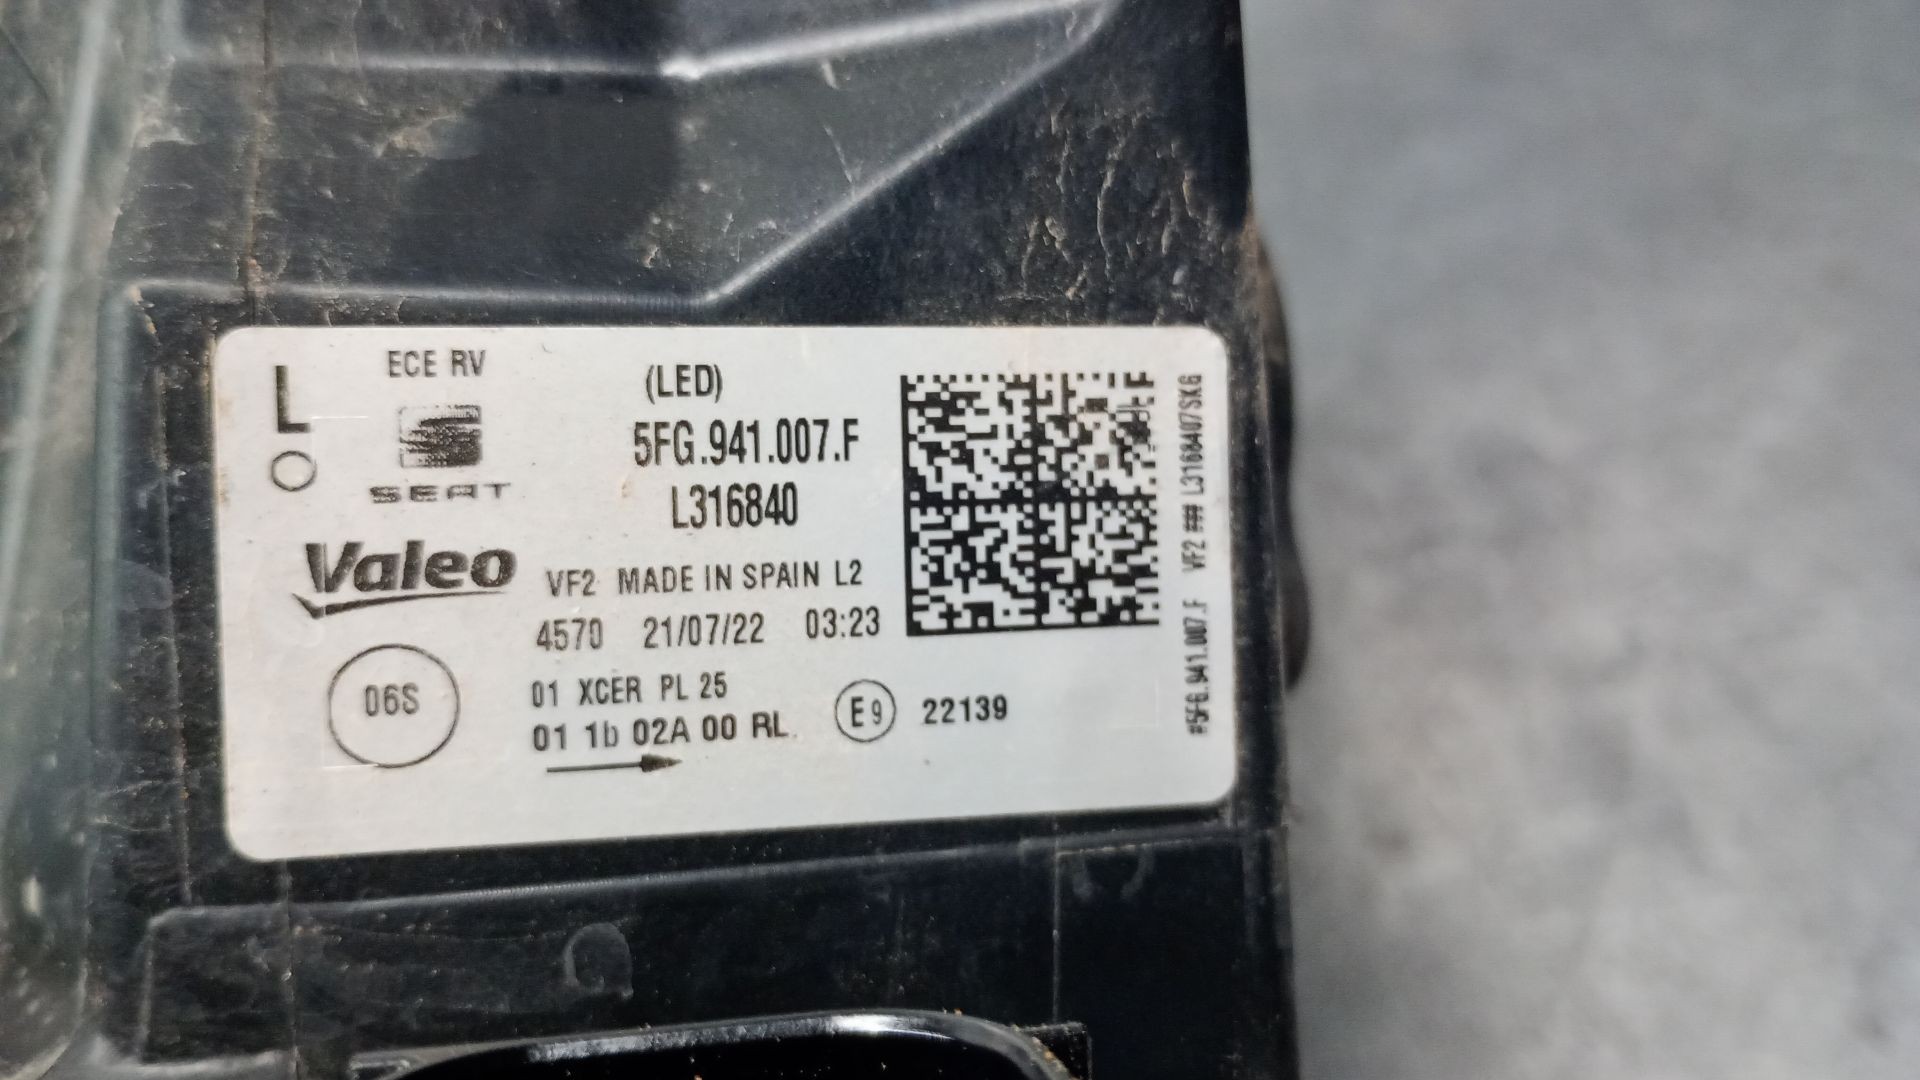 L
ECE RV
SEAT
(LED)
5FG.941.007.F
L316840
Valeo
VF2 MADE IN SPAIN L2
4570 21/07/22 03:23
06S
01 XCER PL 25
01 1b 02A 00 RL
E9 22139
#5FG.941.007.F VF2 ### L3168407SX6